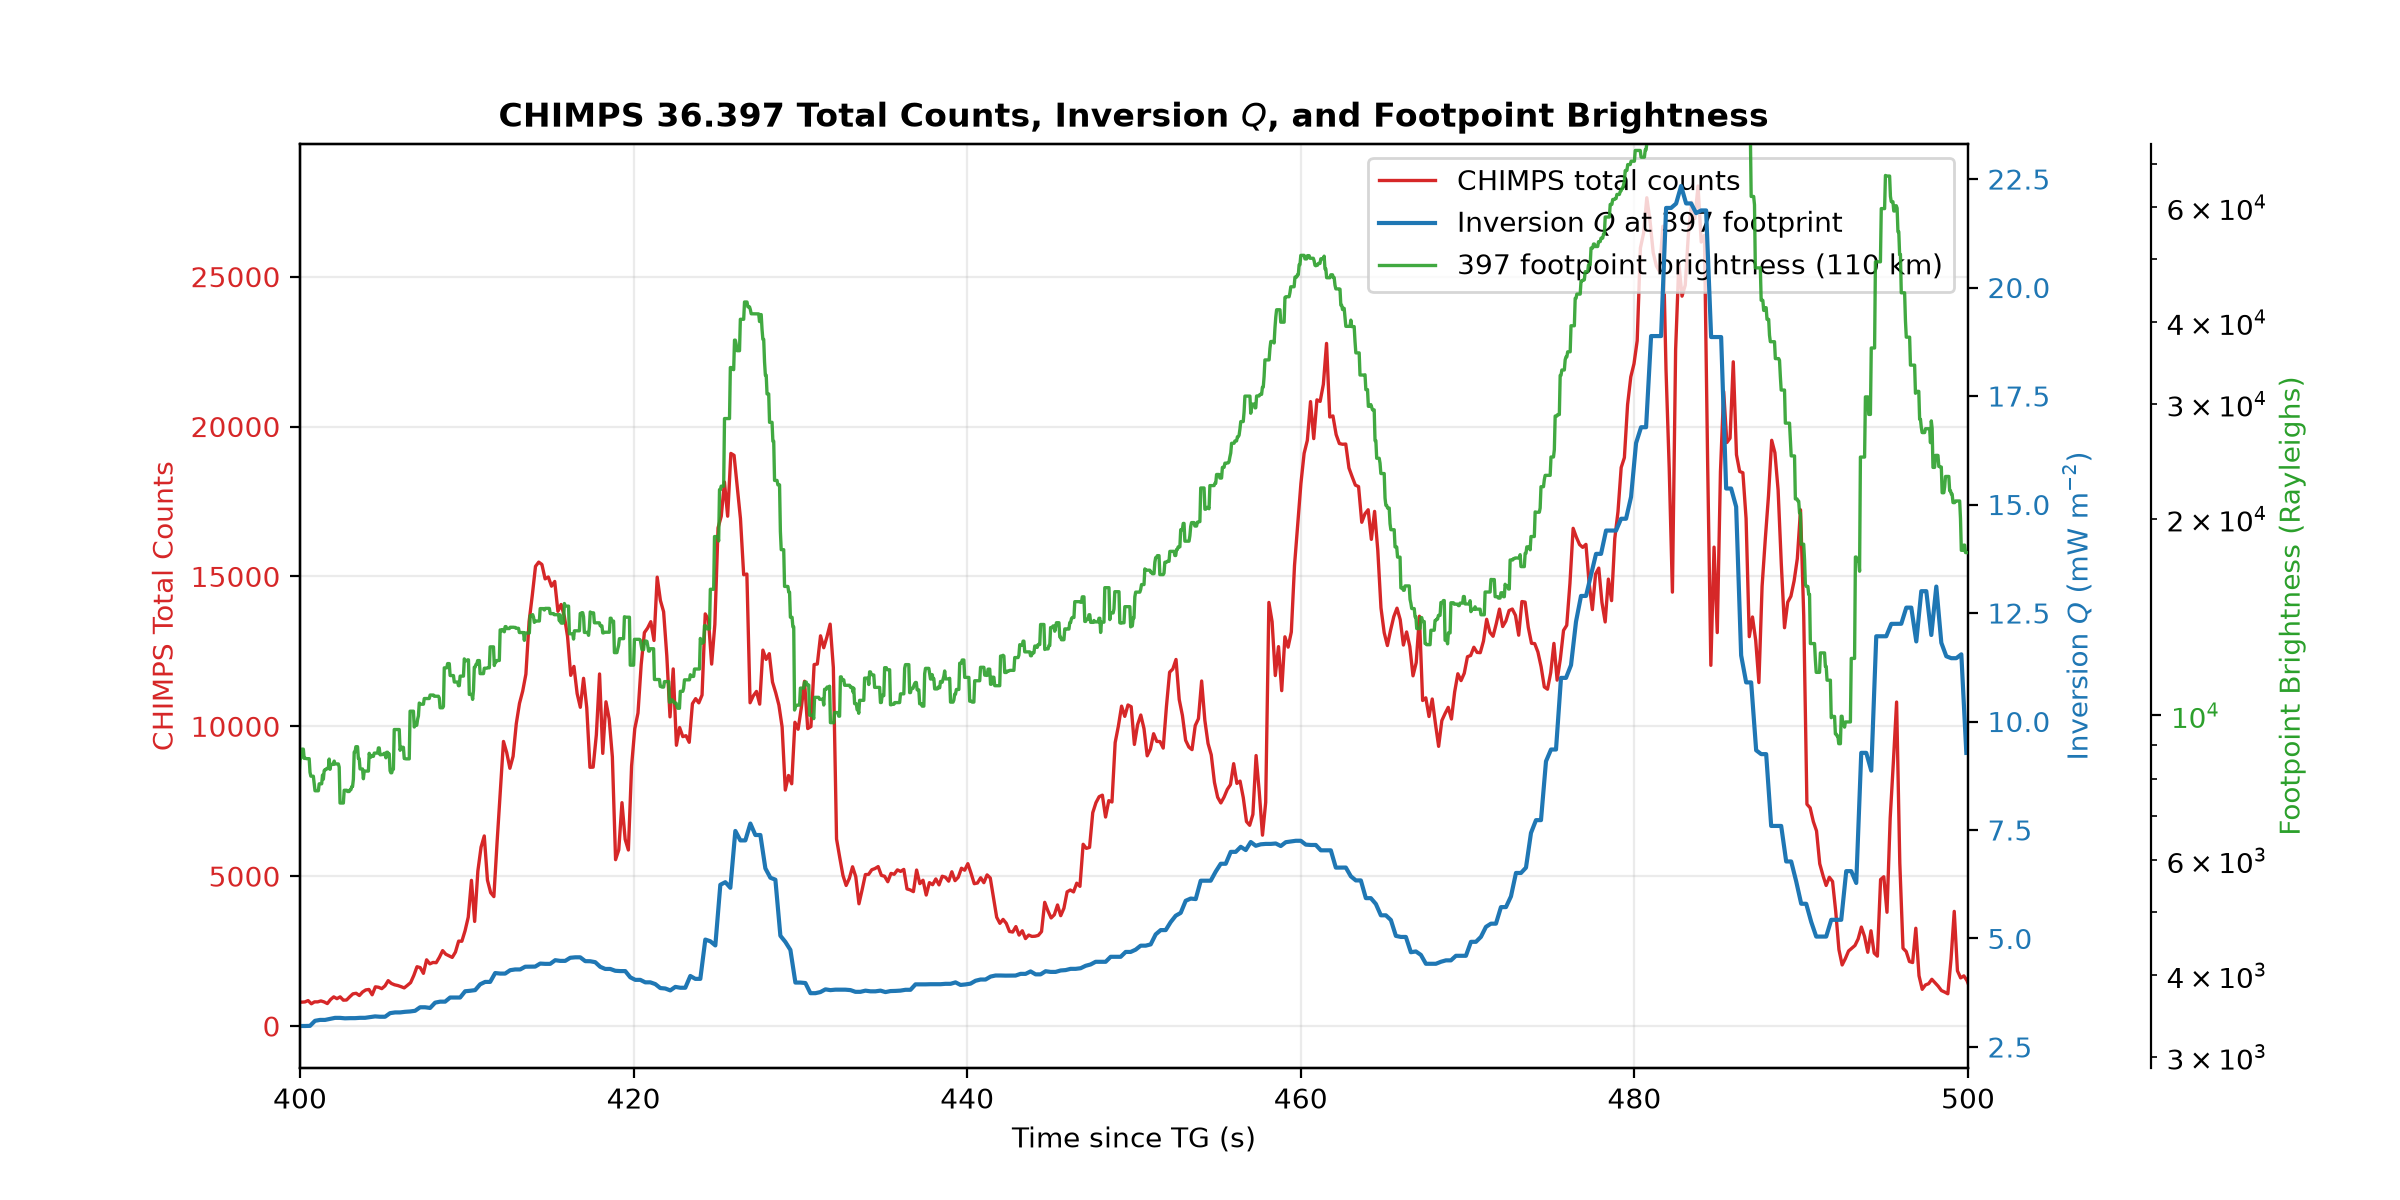 CHIMPS 36.397 Total Counts, Inversion Q, and Footpoint Brightness
CHIMPS total counts
Inversion Q at 397 footprint
397 footpoint brightness (110 km)
CHIMPS Total Counts
25000
20000
15000
10000
5000
0
400
420
440
460
480
500
Time since TG (s)
22.5
20.0
17.5
15.0
12.5
10.0
7.5
5.0
2.5
Inversion Q (mW m⁻²)
6 × 10⁴
4 × 10⁴
3 × 10⁴
2 × 10⁴
10⁴
6 × 10³
4 × 10³
3 × 10³
Footpoint Brightness (Rayleighs)